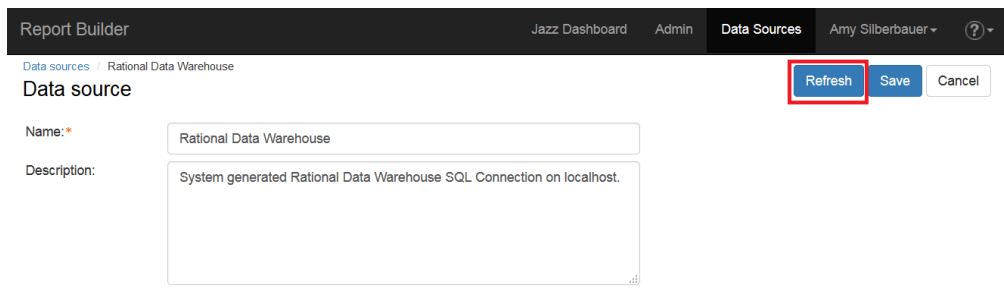 Report Builder Jazz Dashboard Admin Data Sources Amy Silberbauer ?
Data sources / Rational Data Warehouse
Data source Refresh Save Cancel
Name:* Rational Data Warehouse
Description: System generated Rational Data Warehouse SQL Connection on localhost.